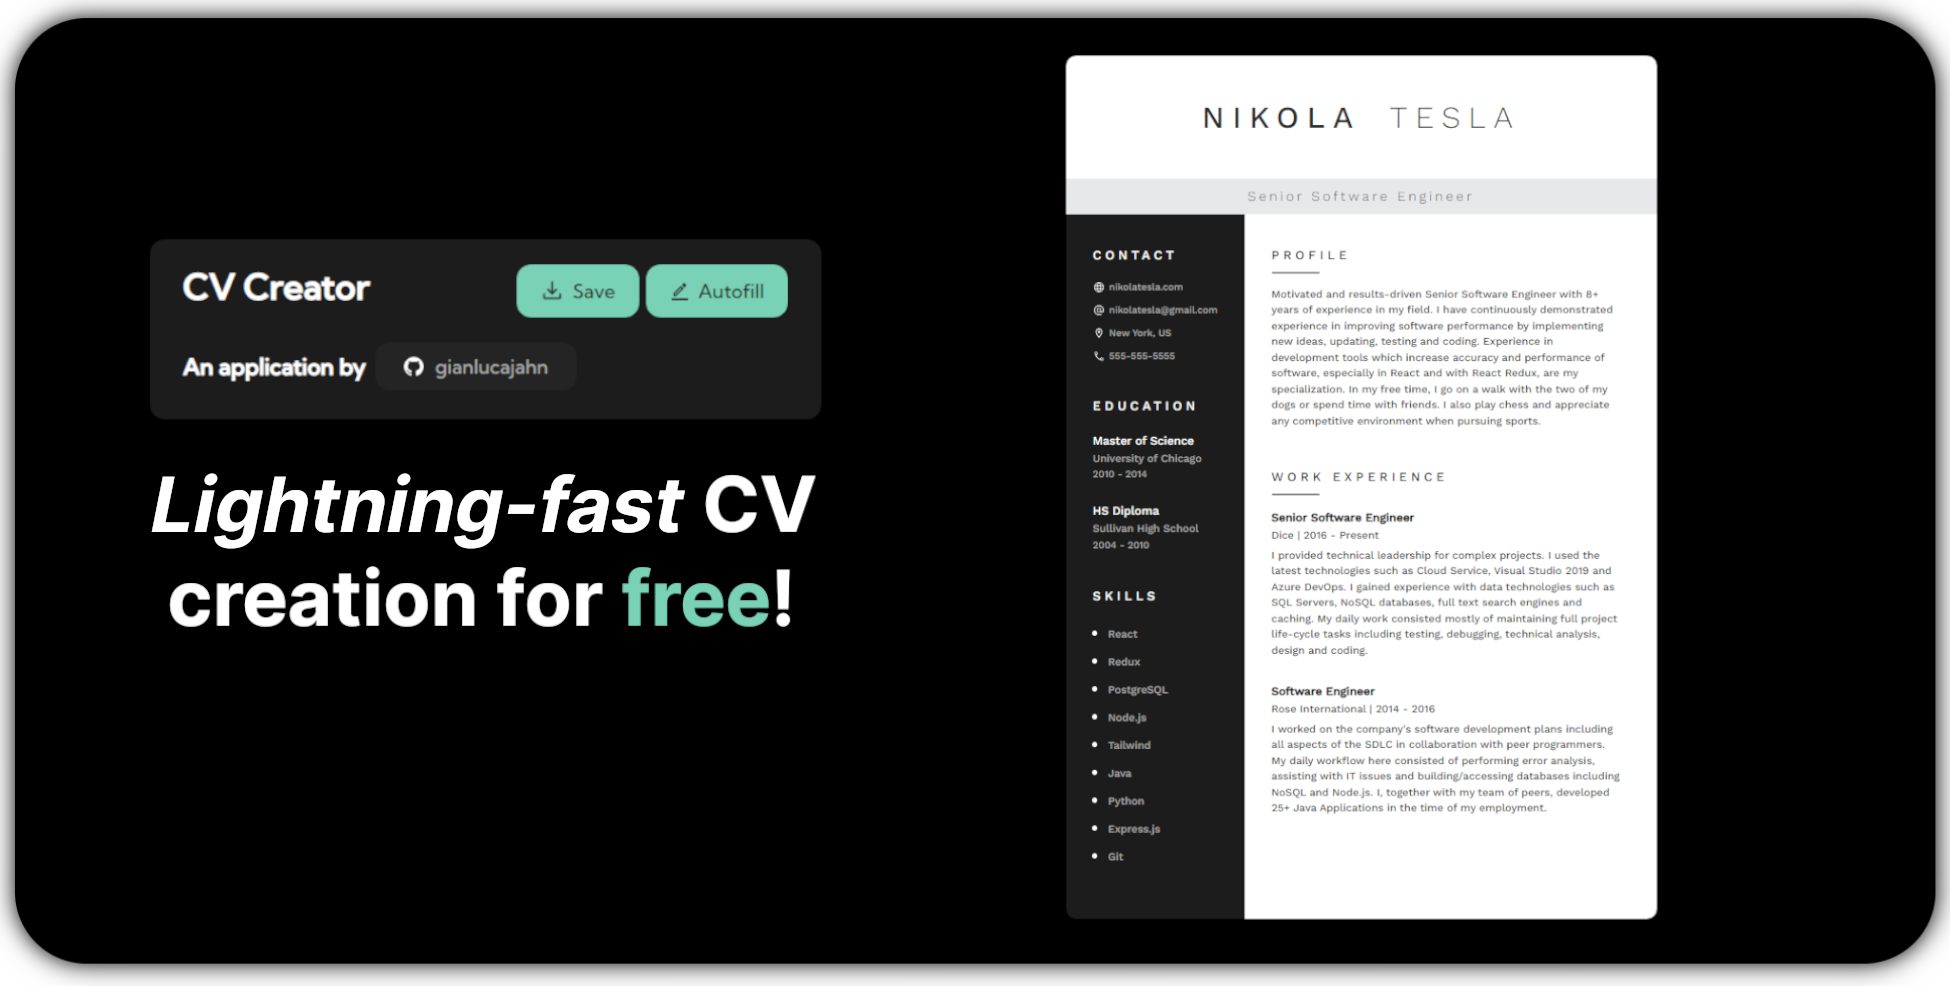 CV Creator
Save
Autofill
An application by
gianlucajahn
Lightning-fast CV
creation for free!
NIKOLA TESLA
Senior Software Engineer
CONTACT
nikolatesla.com
nikolatesla@gmail.com
New York, US
555-555-5555
EDUCATION
Master of Science
University of Chicago
2010 - 2014
HS Diploma
Sullivan High School
2004 - 2010
SKILLS
React
Redux
PostgreSQL
Node.js
Tailwind
Java
Python
Express.js
Git
PROFILE
Motivated and results-driven Senior Software Engineer with 8+
years of experience in my field. I have continuously demonstrated
experience in improving software performance by implementing
new ideas, updating, testing and coding. Experience in
development tools which increase accuracy and performance of
software, especially in React and with React Redux, are my
specialization. In my free time, I go on a walk with the two of my
dogs or spend time with friends. I also play chess and appreciate
any competitive environment when pursuing sports.
WORK EXPERIENCE
Senior Software Engineer
Dice | 2016 - Present
I provided technical leadership for complex projects. I used the
latest technologies such as Cloud Service, Visual Studio 2019 and
Azure DevOps. I gained experience with data technologies such as
SQL Servers, NoSQL databases, full text search engines and
caching. My daily work consisted mostly of maintaining full project
life-cycle tasks including testing, debugging, technical analysis,
design and coding.
Software Engineer
Rose International | 2014 - 2016
I worked on the company's software development plans including
all aspects of the SDLC in collaboration with peer programmers.
My daily workflow here consisted of performing error analysis,
assisting with IT issues and building/accessing databases including
NoSQL and Node.js. I, together with my team of peers, developed
25+ Java Applications in the time of my employment.